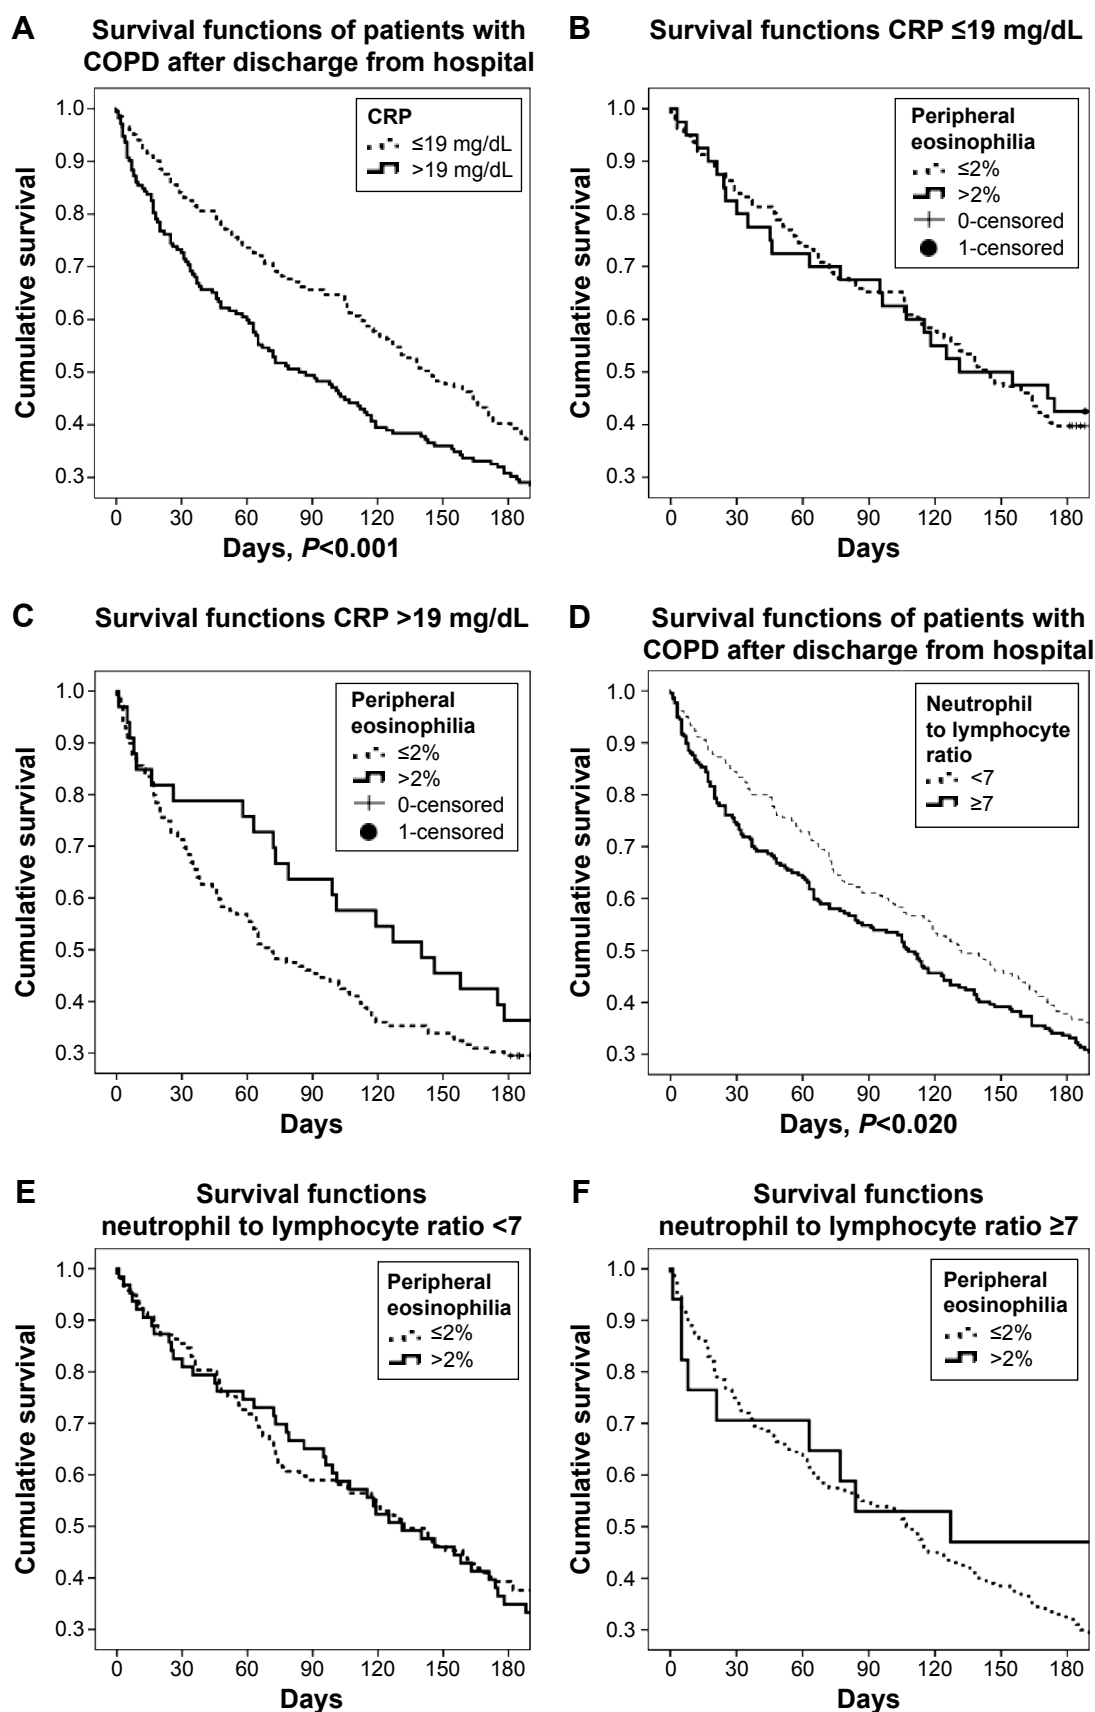 A
Survival functions of patients with
COPD after discharge from hospital
Cumulative survival
1.0
0.9
0.8
0.7
0.6
0.5
0.4
0.3
CRP
≤19 mg/dL
>19 mg/dL
0 30 60 90 120 150 180
Days, P<0.001
B
Survival functions CRP ≤19 mg/dL
Cumulative survival
1.0
0.9
0.8
0.7
0.6
0.5
0.4
0.3
Peripheral
eosinophilia
≤2%
>2%
0-censored
1-censored
0 30 60 90 120 150 180
Days
C
Survival functions CRP >19 mg/dL
Cumulative survival
1.0
0.9
0.8
0.7
0.6
0.5
0.4
0.3
Peripheral
eosinophilia
≤2%
>2%
0-censored
1-censored
0 30 60 90 120 150 180
Days
D
Survival functions of patients with
COPD after discharge from hospital
Cumulative survival
1.0
0.9
0.8
0.7
0.6
0.5
0.4
0.3
Neutrophil
to lymphocyte
ratio
<7
≥7
0 30 60 90 120 150 180
Days, P<0.020
E
Survival functions
neutrophil to lymphocyte ratio <7
Cumulative survival
1.0
0.9
0.8
0.7
0.6
0.5
0.4
0.3
Peripheral
eosinophilia
≤2%
>2%
0 30 60 90 120 150 180
Days
F
Survival functions
neutrophil to lymphocyte ratio ≥7
Cumulative survival
1.0
0.9
0.8
0.7
0.6
0.5
0.4
0.3
Peripheral
eosinophilia
≤2%
>2%
0 30 60 90 120 150 180
Days